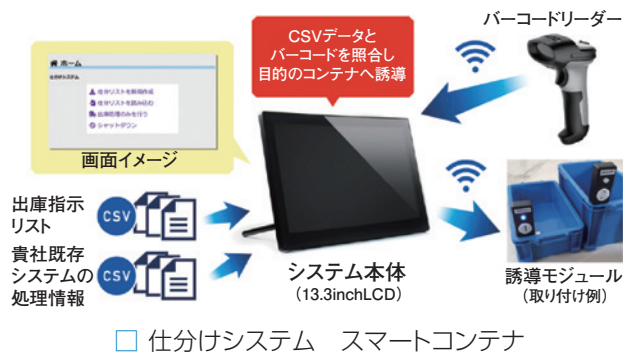 CSVデータと
バーコードを照合し
目的のコンテナへ誘導
バーコードリーダー
ホーム
仕分けシステム
仕分リストを新規作成
仕分リストを読み込む
出庫処理のみを行う
シャットダウン
画面イメージ
出庫指示
リスト
CSV
貴社既存
システムの
処理情報
CSV
システム本体
(13.3inchLCD)
誘導モジュール
(取り付け例)
□ 仕分けシステム　スマートコンテナ